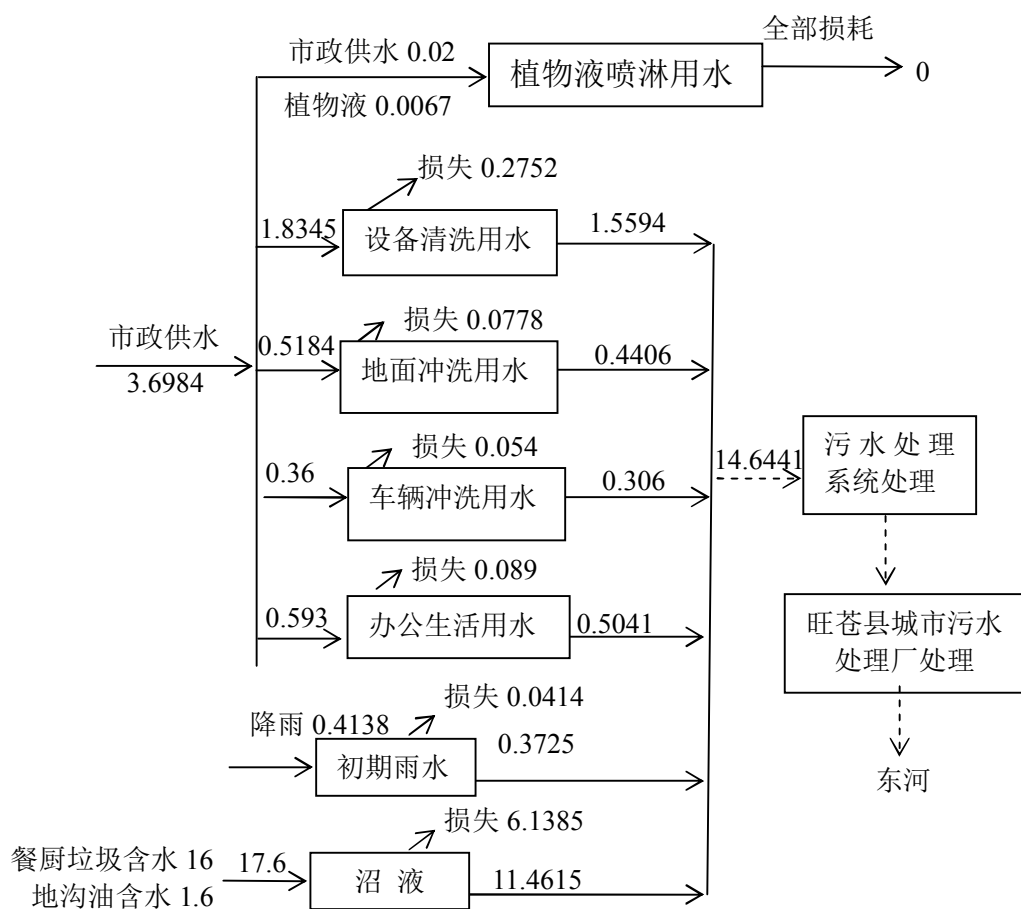 全部损耗
市政供水 0.02
植物液喷淋用水
0
植物液 0.0067
损失 0.2752
1.8345
设备清洗用水
1.5594
损失 0.0778
市政供水
3.6984
0.5184
地面冲洗用水
0.4406
损失 0.054
0.36
车辆冲洗用水
0.306
14.6441
污 水 处 理
系统处理
损失 0.089
0.593
办公生活用水
0.5041
旺苍县城市污水
处理厂处理
损失 0.0414
降雨 0.4138
初期雨水
0.3725
东河
损失 6.1385
餐厨垃圾含水 16
地沟油含水 1.6
17.6
沼 液
11.4615